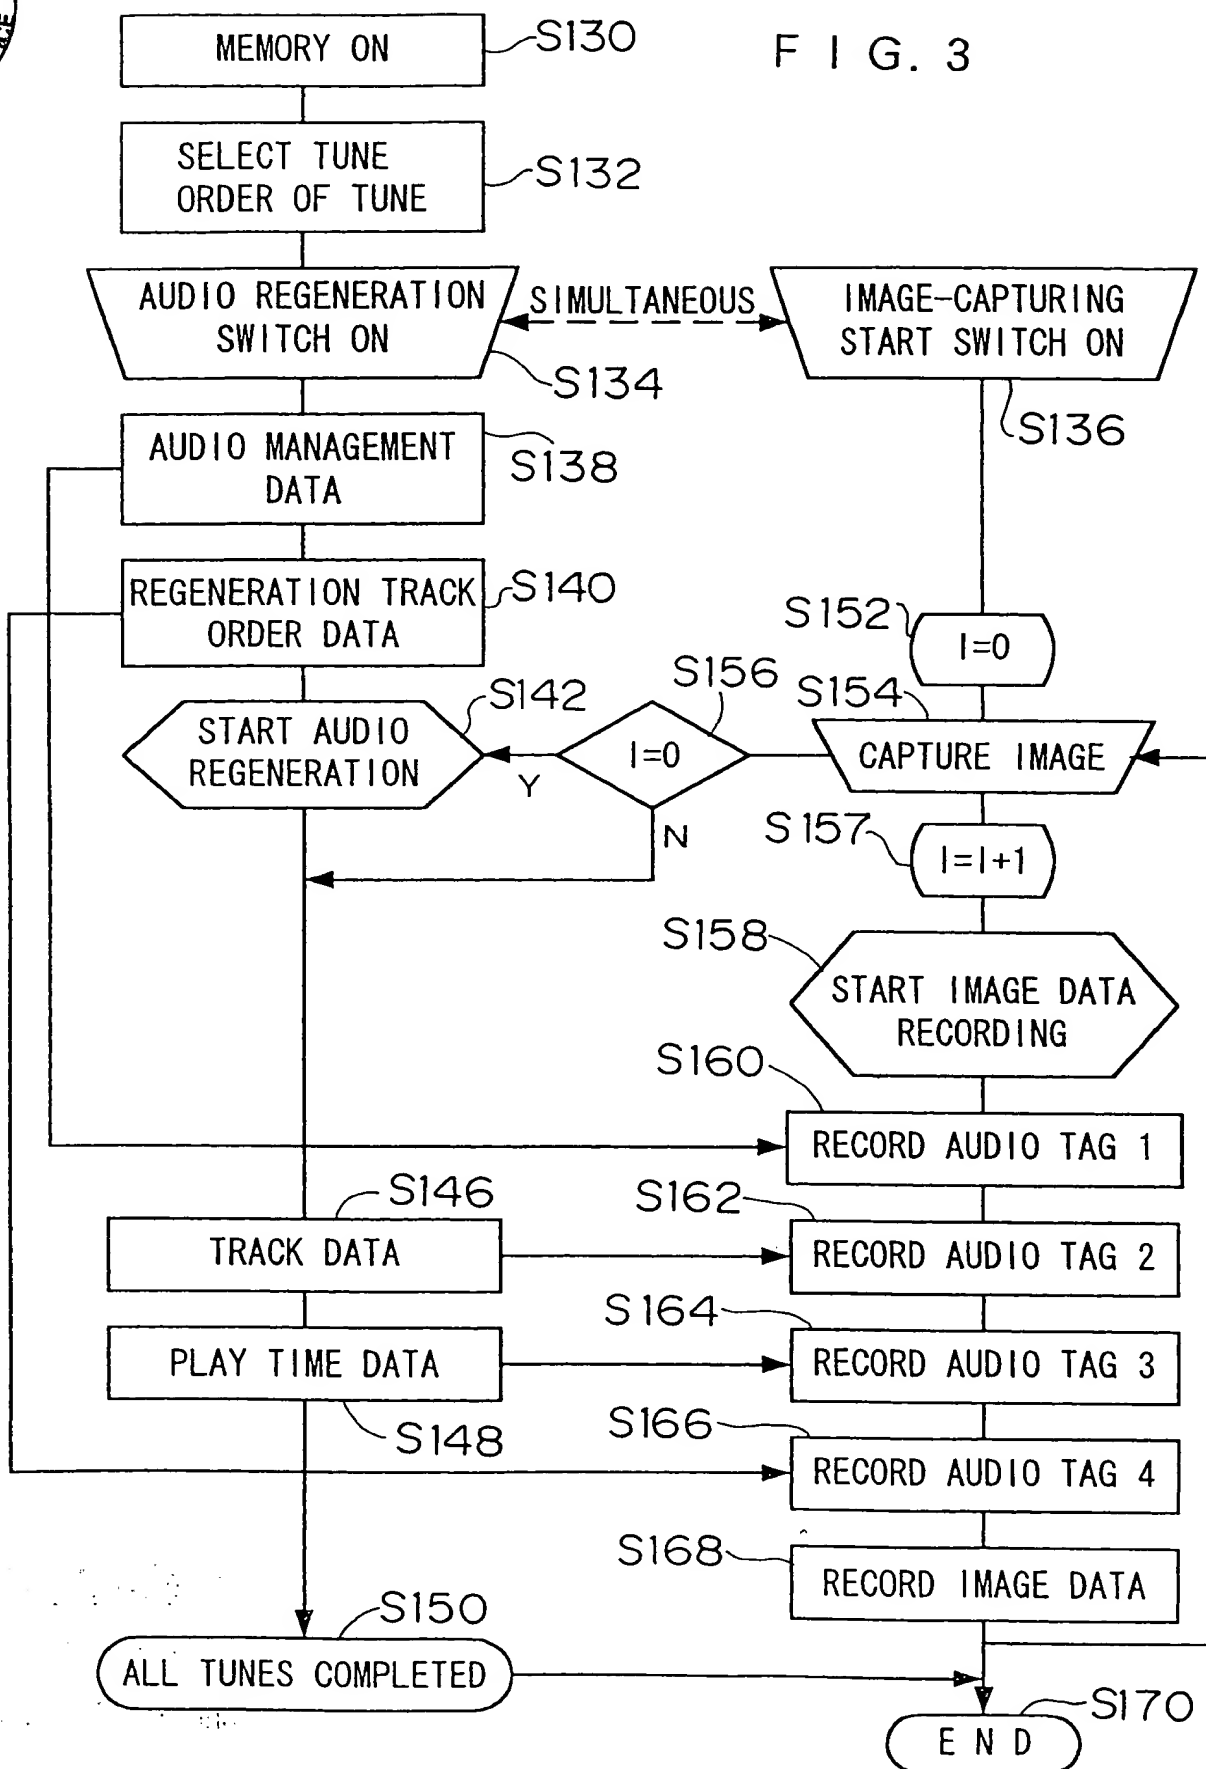 MEMORY ON
S130
F I G. 3
SELECT TUNE
ORDER OF TUNE
S132
AUDIO REGENERATION
SWITCH ON
S134
SIMULTANEOUS
IMAGE-CAPTURING
START SWITCH ON
S136
AUDIO MANAGEMENT
DATA
S138
REGENERATION TRACK
ORDER DATA
S140
S152
I=0
S142
START AUDIO
REGENERATION
S156
I=0
Y
N
S154
CAPTURE IMAGE
S157
I=I+1
S158
START IMAGE DATA
RECORDING
S160
RECORD AUDIO TAG 1
S146
TRACK DATA
S162
RECORD AUDIO TAG 2
S164
PLAY TIME DATA
RECORD AUDIO TAG 3
S148
S166
RECORD AUDIO TAG 4
S168
RECORD IMAGE DATA
S150
ALL TUNES COMPLETED
S170
E N D